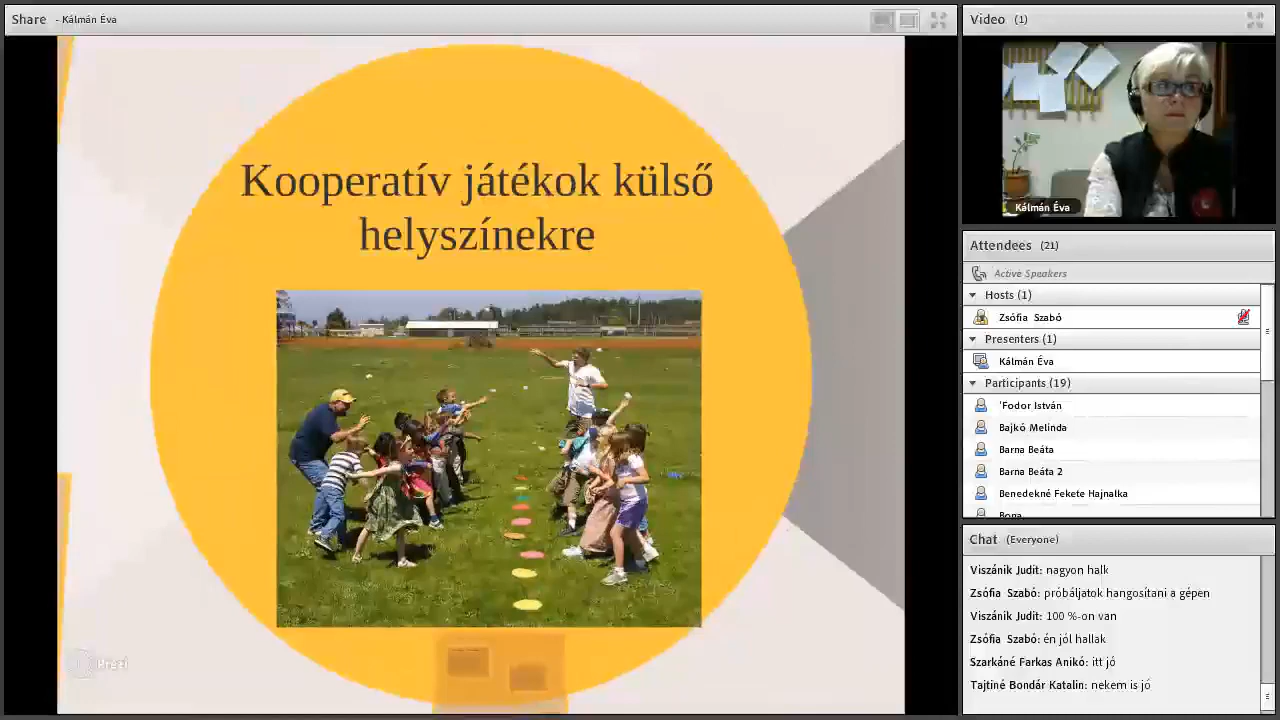 Share - Kálmán Éva
Kooperatív játékok külső
helyszínekre
Prezi
Video (1)
Kálmán Éva
Attendees (21)
Active Speakers
Hosts (1)
Zsófia Szabó
Presenters (1)
Kálmán Éva
Participants (19)
'Fodor István
Bajkó Melinda
Barna Beáta
Barna Beáta 2
Benedekné Fekete Hajnalka
Boga
Chat (Everyone)
Viszánik Judit: nagyon halk
Zsófia Szabó: próbáljatok hangosítani a gépen
Viszánik Judit: 100 %-on van
Zsófia Szabó: én jól hallak
Szarkáné Farkas Anikó: itt jó
Tajtiné Bondár Katalin: nekem is jó